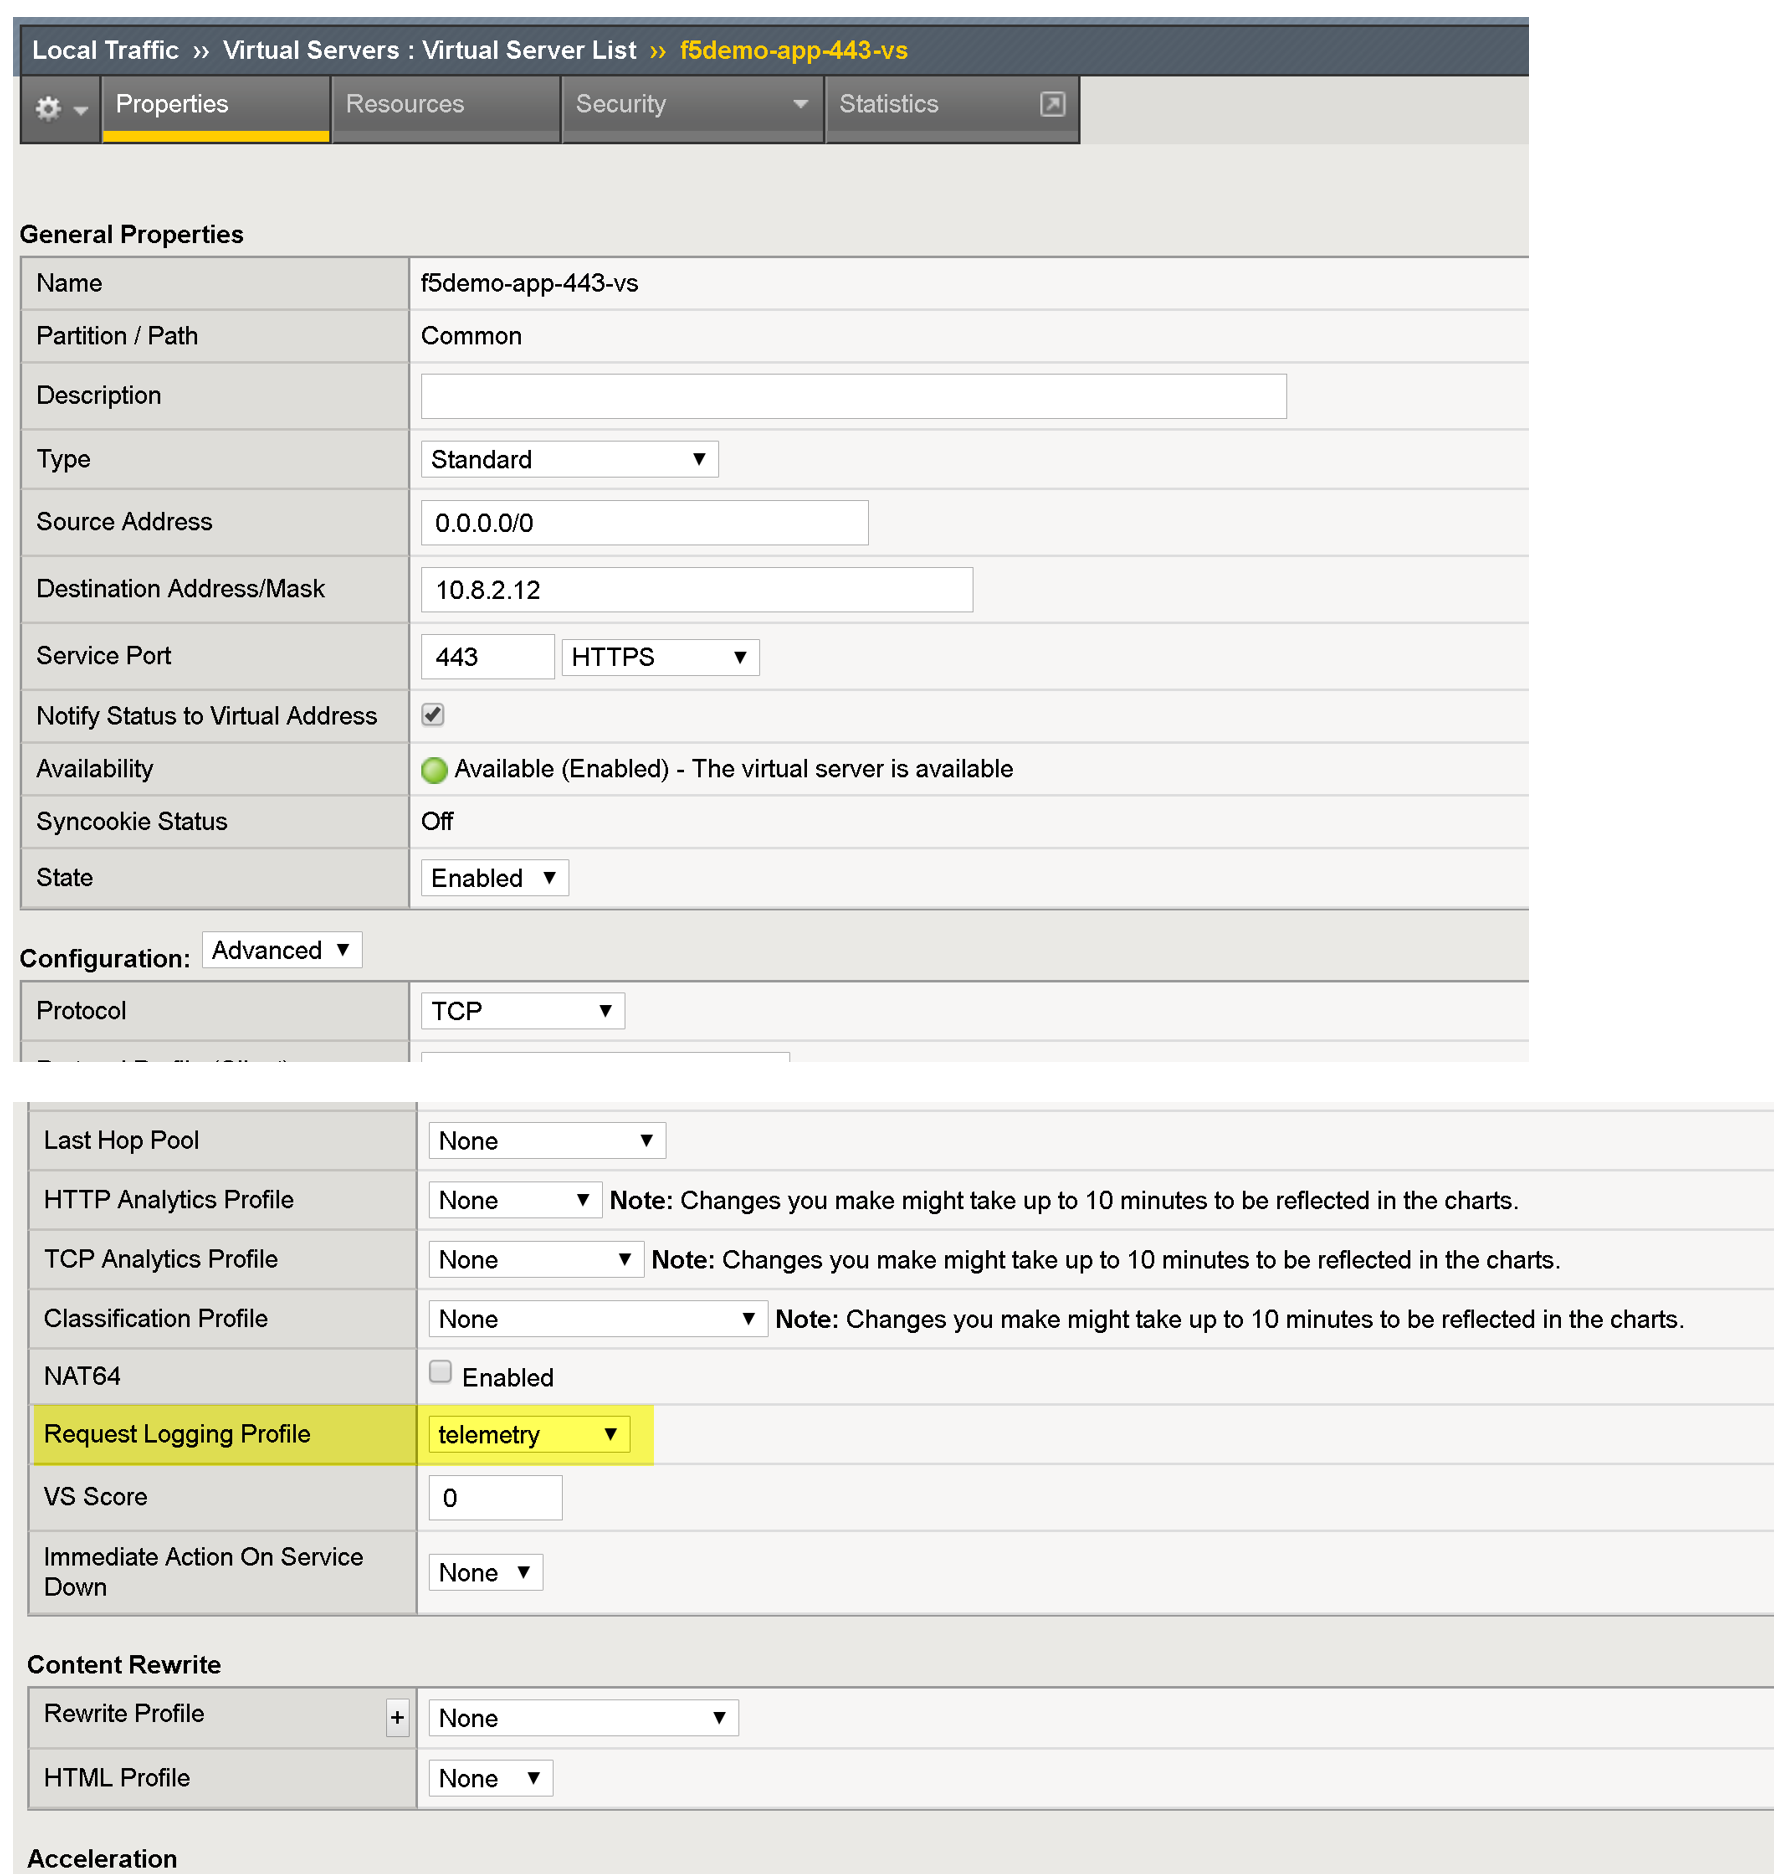 Local Traffic ›› Virtual Servers : Virtual Server List ›› f5demo-app-443-vs
Properties Resources Security Statistics
General Properties
Name f5demo-app-443-vs
Partition / Path Common
Description
Type Standard
Source Address 0.0.0.0/0
Destination Address/Mask 10.8.2.12
Service Port 443 HTTPS
Notify Status to Virtual Address
Availability Available (Enabled) - The virtual server is available
Syncookie Status Off
State Enabled
Configuration: Advanced
Protocol TCP
Last Hop Pool None
HTTP Analytics Profile None Note: Changes you make might take up to 10 minutes to be reflected in the charts.
TCP Analytics Profile None Note: Changes you make might take up to 10 minutes to be reflected in the charts.
Classification Profile None Note: Changes you make might take up to 10 minutes to be reflected in the charts.
NAT64 Enabled
Request Logging Profile telemetry
VS Score 0
Immediate Action On Service
Down None
Content Rewrite
Rewrite Profile + None
HTML Profile None
Acceleration